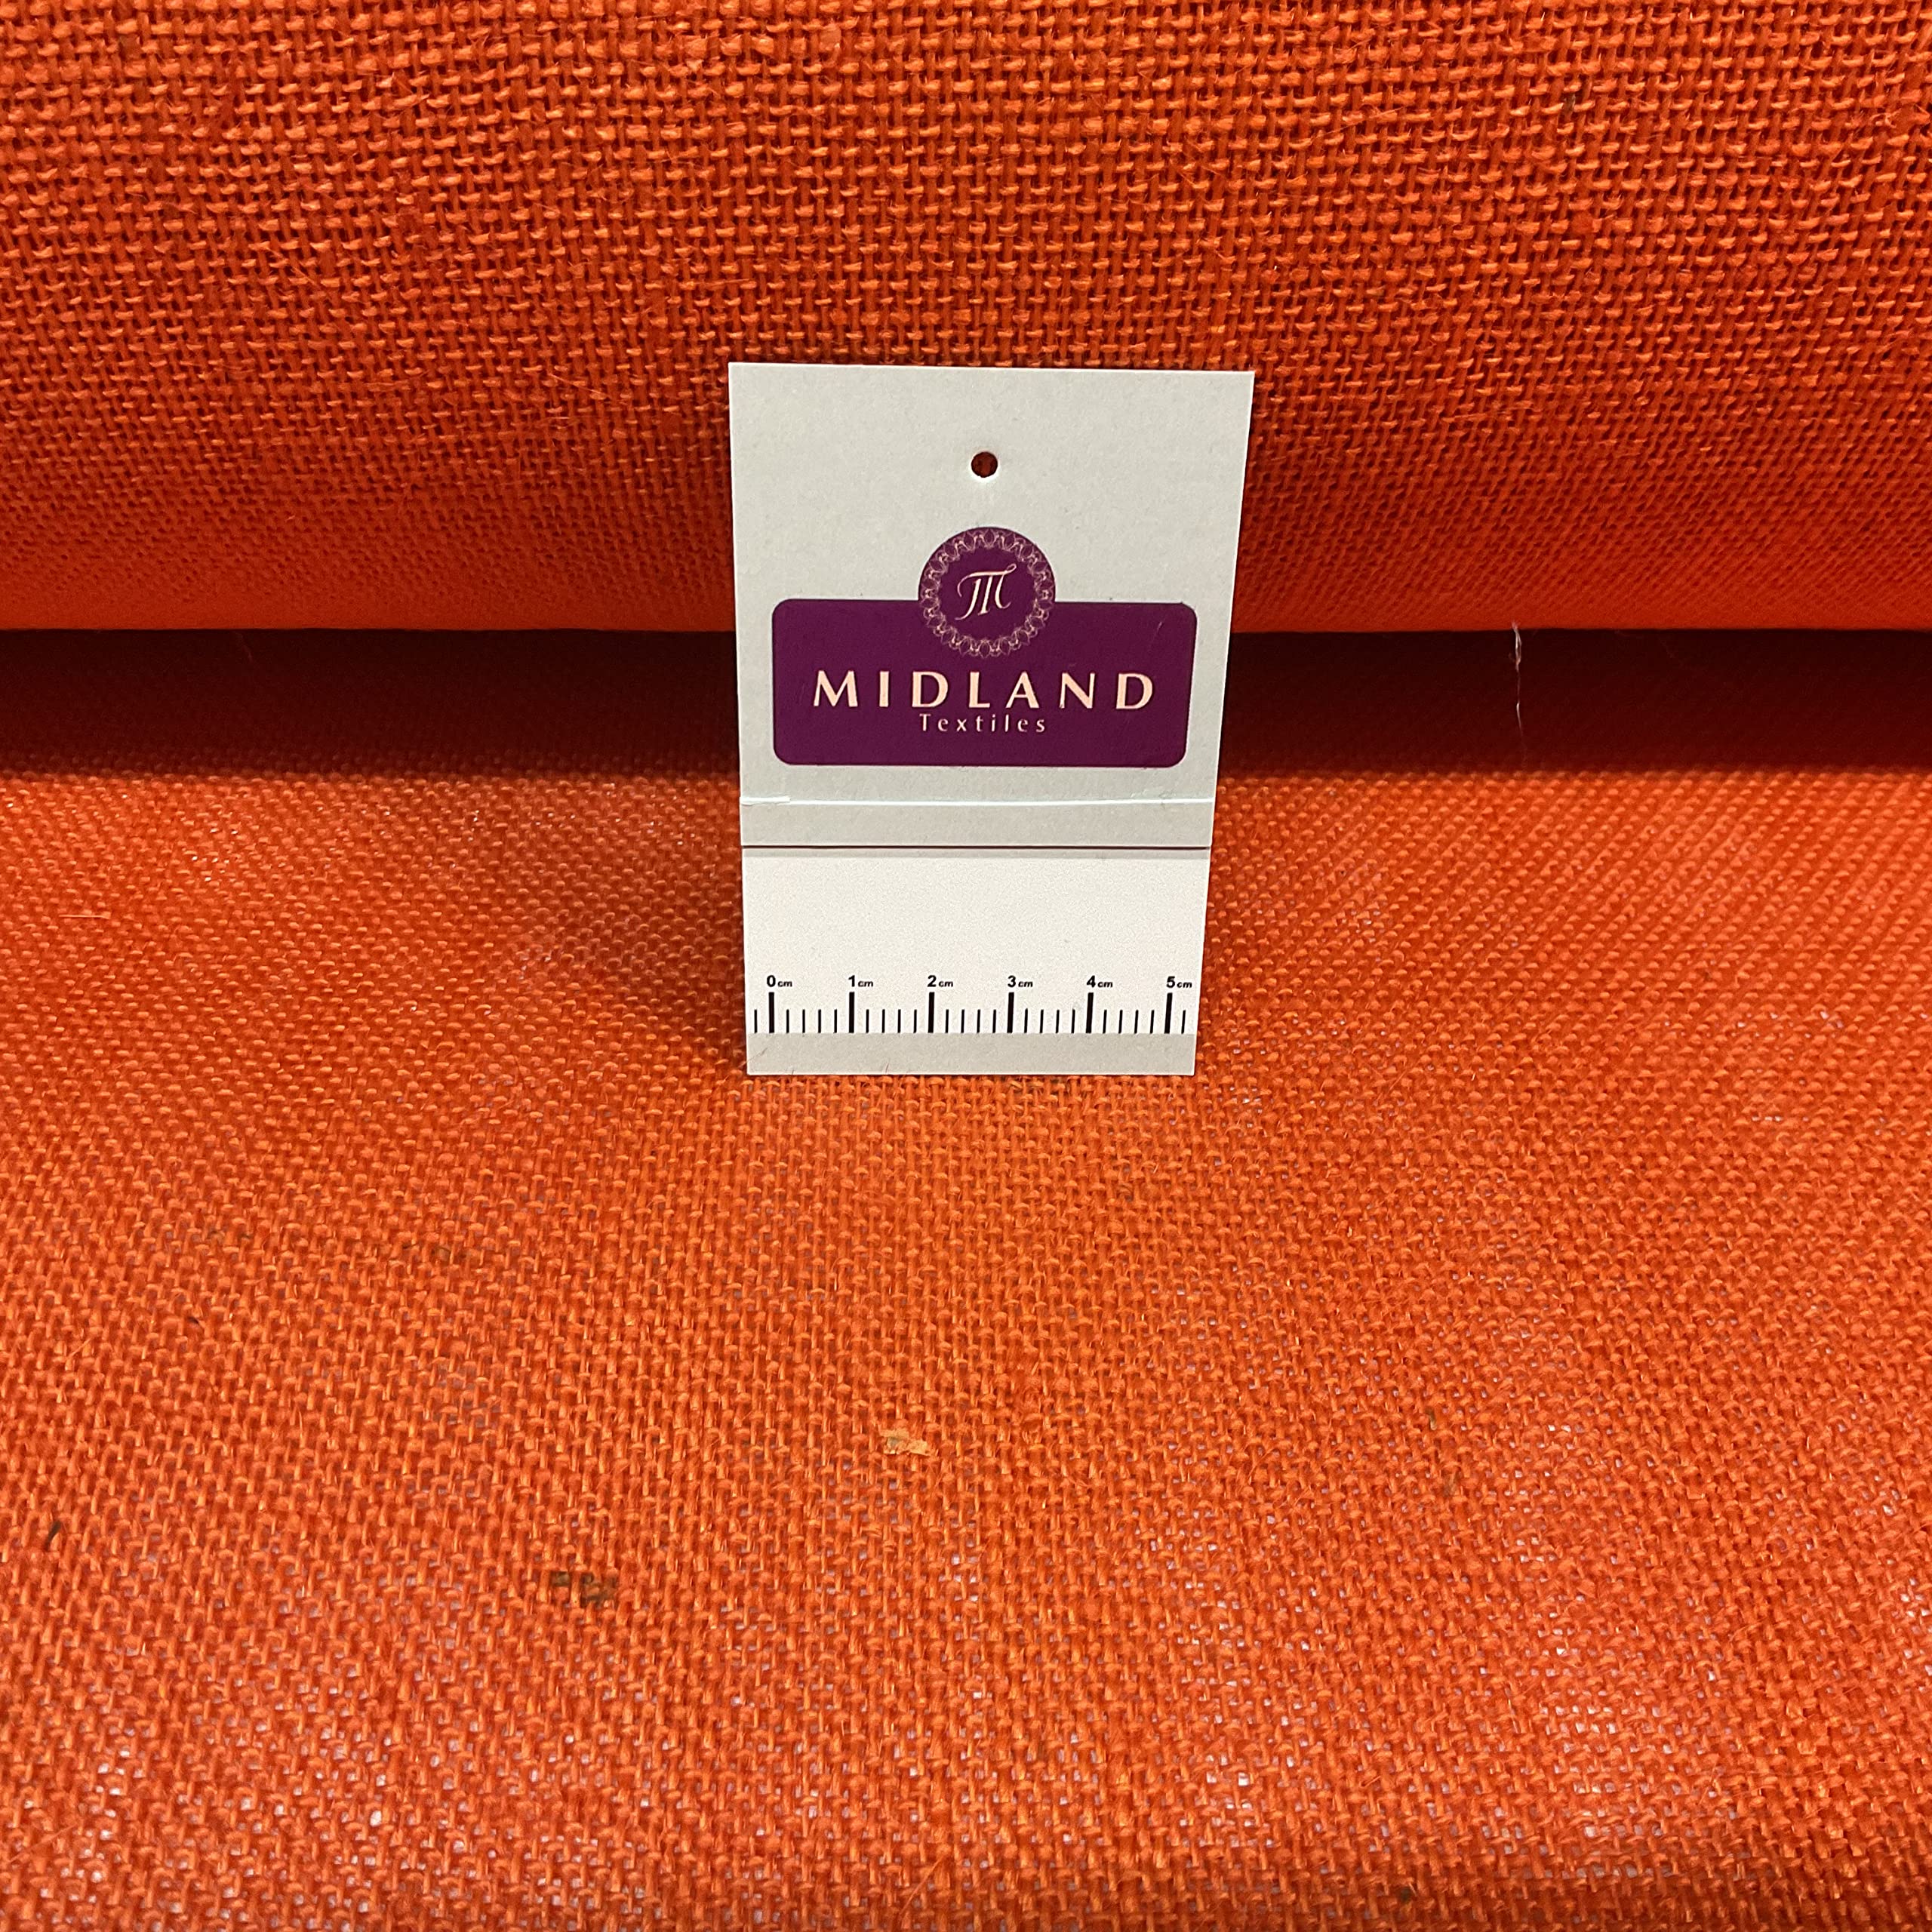 M
MIDLAND
Textiles
0cm 1cm 2cm 3cm 4cm 5cm